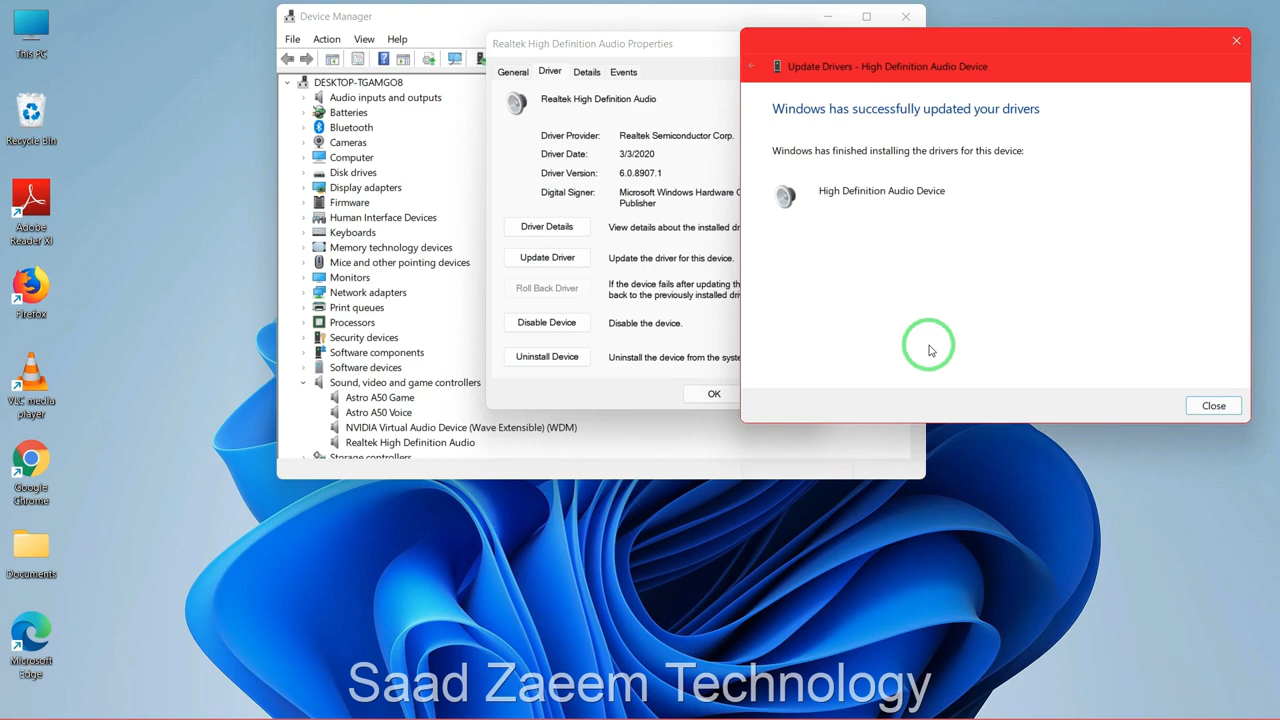 This PC
Recycle Bin
Adobe
Reader XI
Firefox
VLC media
player
Google
Chrome
Documents
Microsoft
Edge
Device Manager
File Action View Help
DESKTOP-TGAMGO8
Audio inputs and outputs
Batteries
Bluetooth
Cameras
Computer
Disk drives
Display adapters
Firmware
Human Interface Devices
Keyboards
Memory technology devices
Mice and other pointing devices
Monitors
Network adapters
Print queues
Processors
Security devices
Software components
Software devices
Sound, video and game controllers
Astro A50 Game
Astro A50 Voice
NVIDIA Virtual Audio Device (Wave Extensible) (WDM)
Realtek High Definition Audio
Storage controllers
Realtek High Definition Audio Properties
General Driver Details Events
Realtek High Definition Audio
Driver Provider: Realtek Semiconductor Corp.
Driver Date: 3/3/2020
Driver Version: 6.0.8907.1
Digital Signer: Microsoft Windows Hardware C
Publisher
Driver Details View details about the installed dr
Update Driver Update the driver for this device.
Roll Back Driver If the device fails after updating th
back to the previously installed driv
Disable Device Disable the device.
Uninstall Device Uninstall the device from the syste
OK
Update Drivers - High Definition Audio Device
Windows has successfully updated your drivers
Windows has finished installing the drivers for this device:
High Definition Audio Device
Close
Saad Zaeem Technology